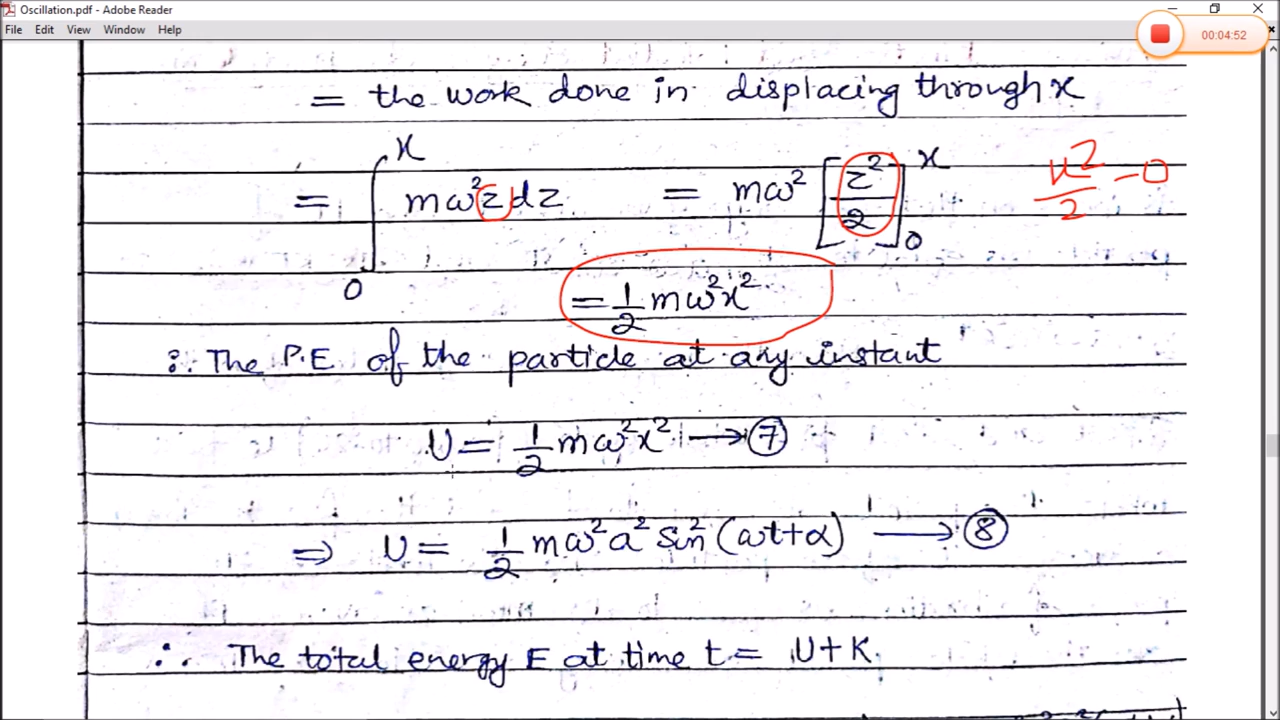 Oscillation.pdf - Adobe Reader
File Edit View Window Help
00:04:52
= the work done in displacing through x
= ∫₀ˣ mω²z dz = mω² [z²/2]₀ˣ x²/2 - 0
= 1/2 mω²x²
∴ The P.E of the particle at any instant
U = 1/2 mω²x² → ⑦
⇒ U = 1/2 mω²a² sin² (ωt+α) → ⑧
∴ The total energy E at time t = U + K